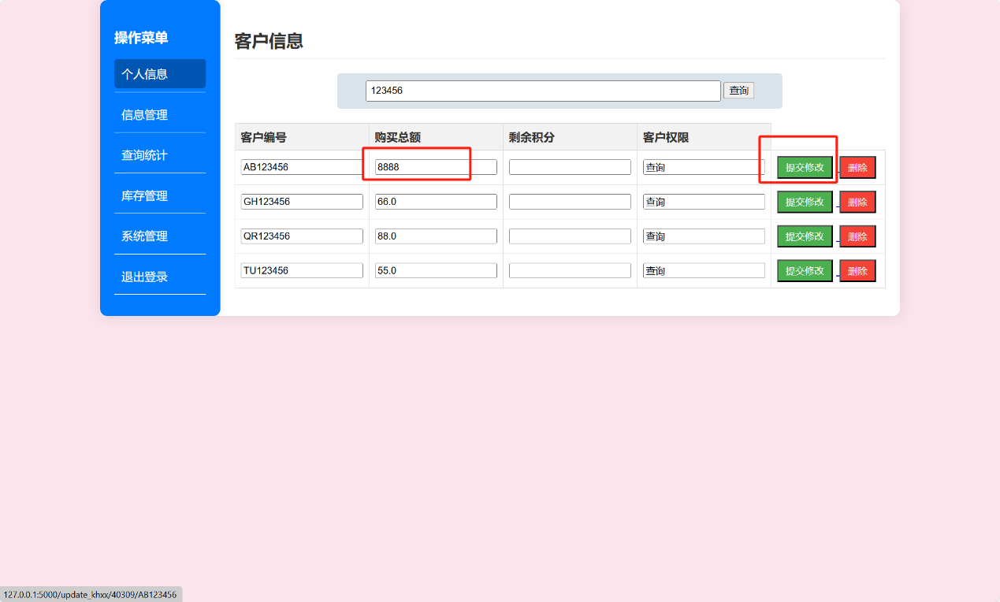 操作菜单
个人信息
信息管理
查询统计
库存管理
系统管理
退出登录
客户信息
123456 查询
客户编号 购买总额 剩余积分 客户权限
AB123456 8888 查询 提交修改 删除
GH123456 66.0 查询 提交修改 删除
QR123456 88.0 查询 提交修改 删除
TU123456 55.0 查询 提交修改 删除
127.0.0.1:5000/update_khxx/40309/AB123456